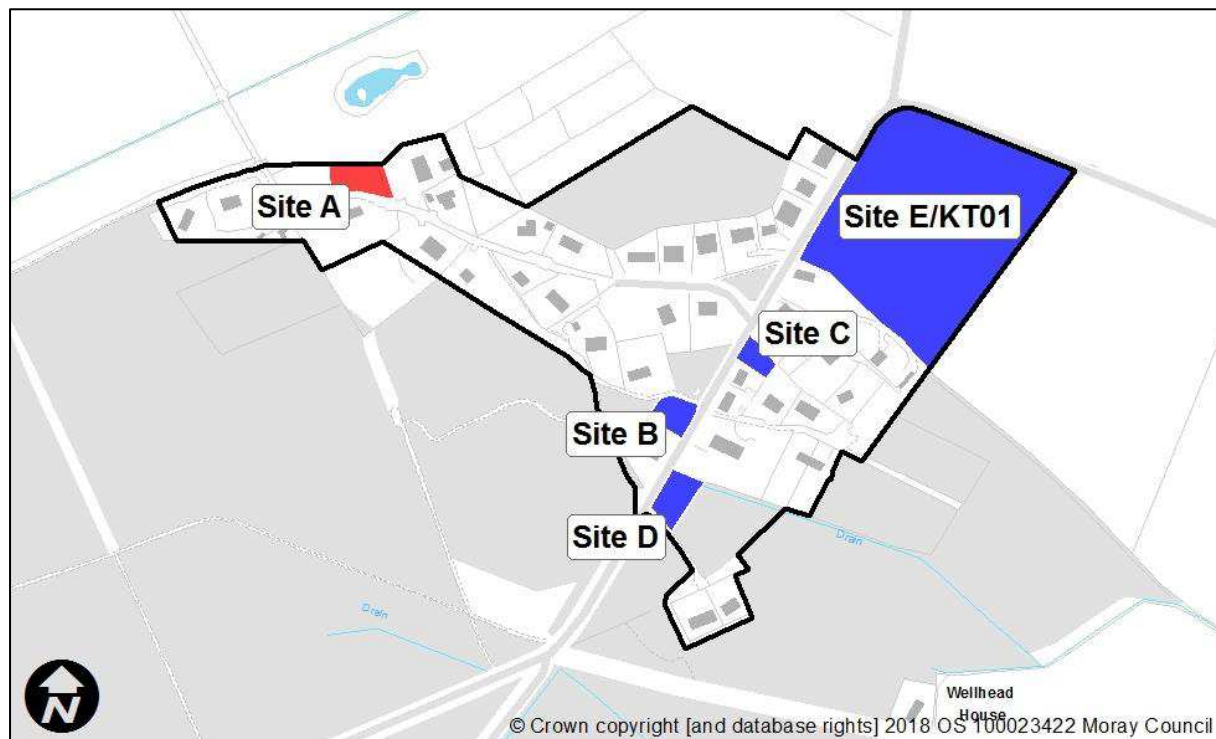 Site A
Site E/KT01
Site C
Site B
Site D
Drain
Drain
Wellhead
House
N
© Crown copyright [and database rights] 2018 OS 100023422 Moray Council